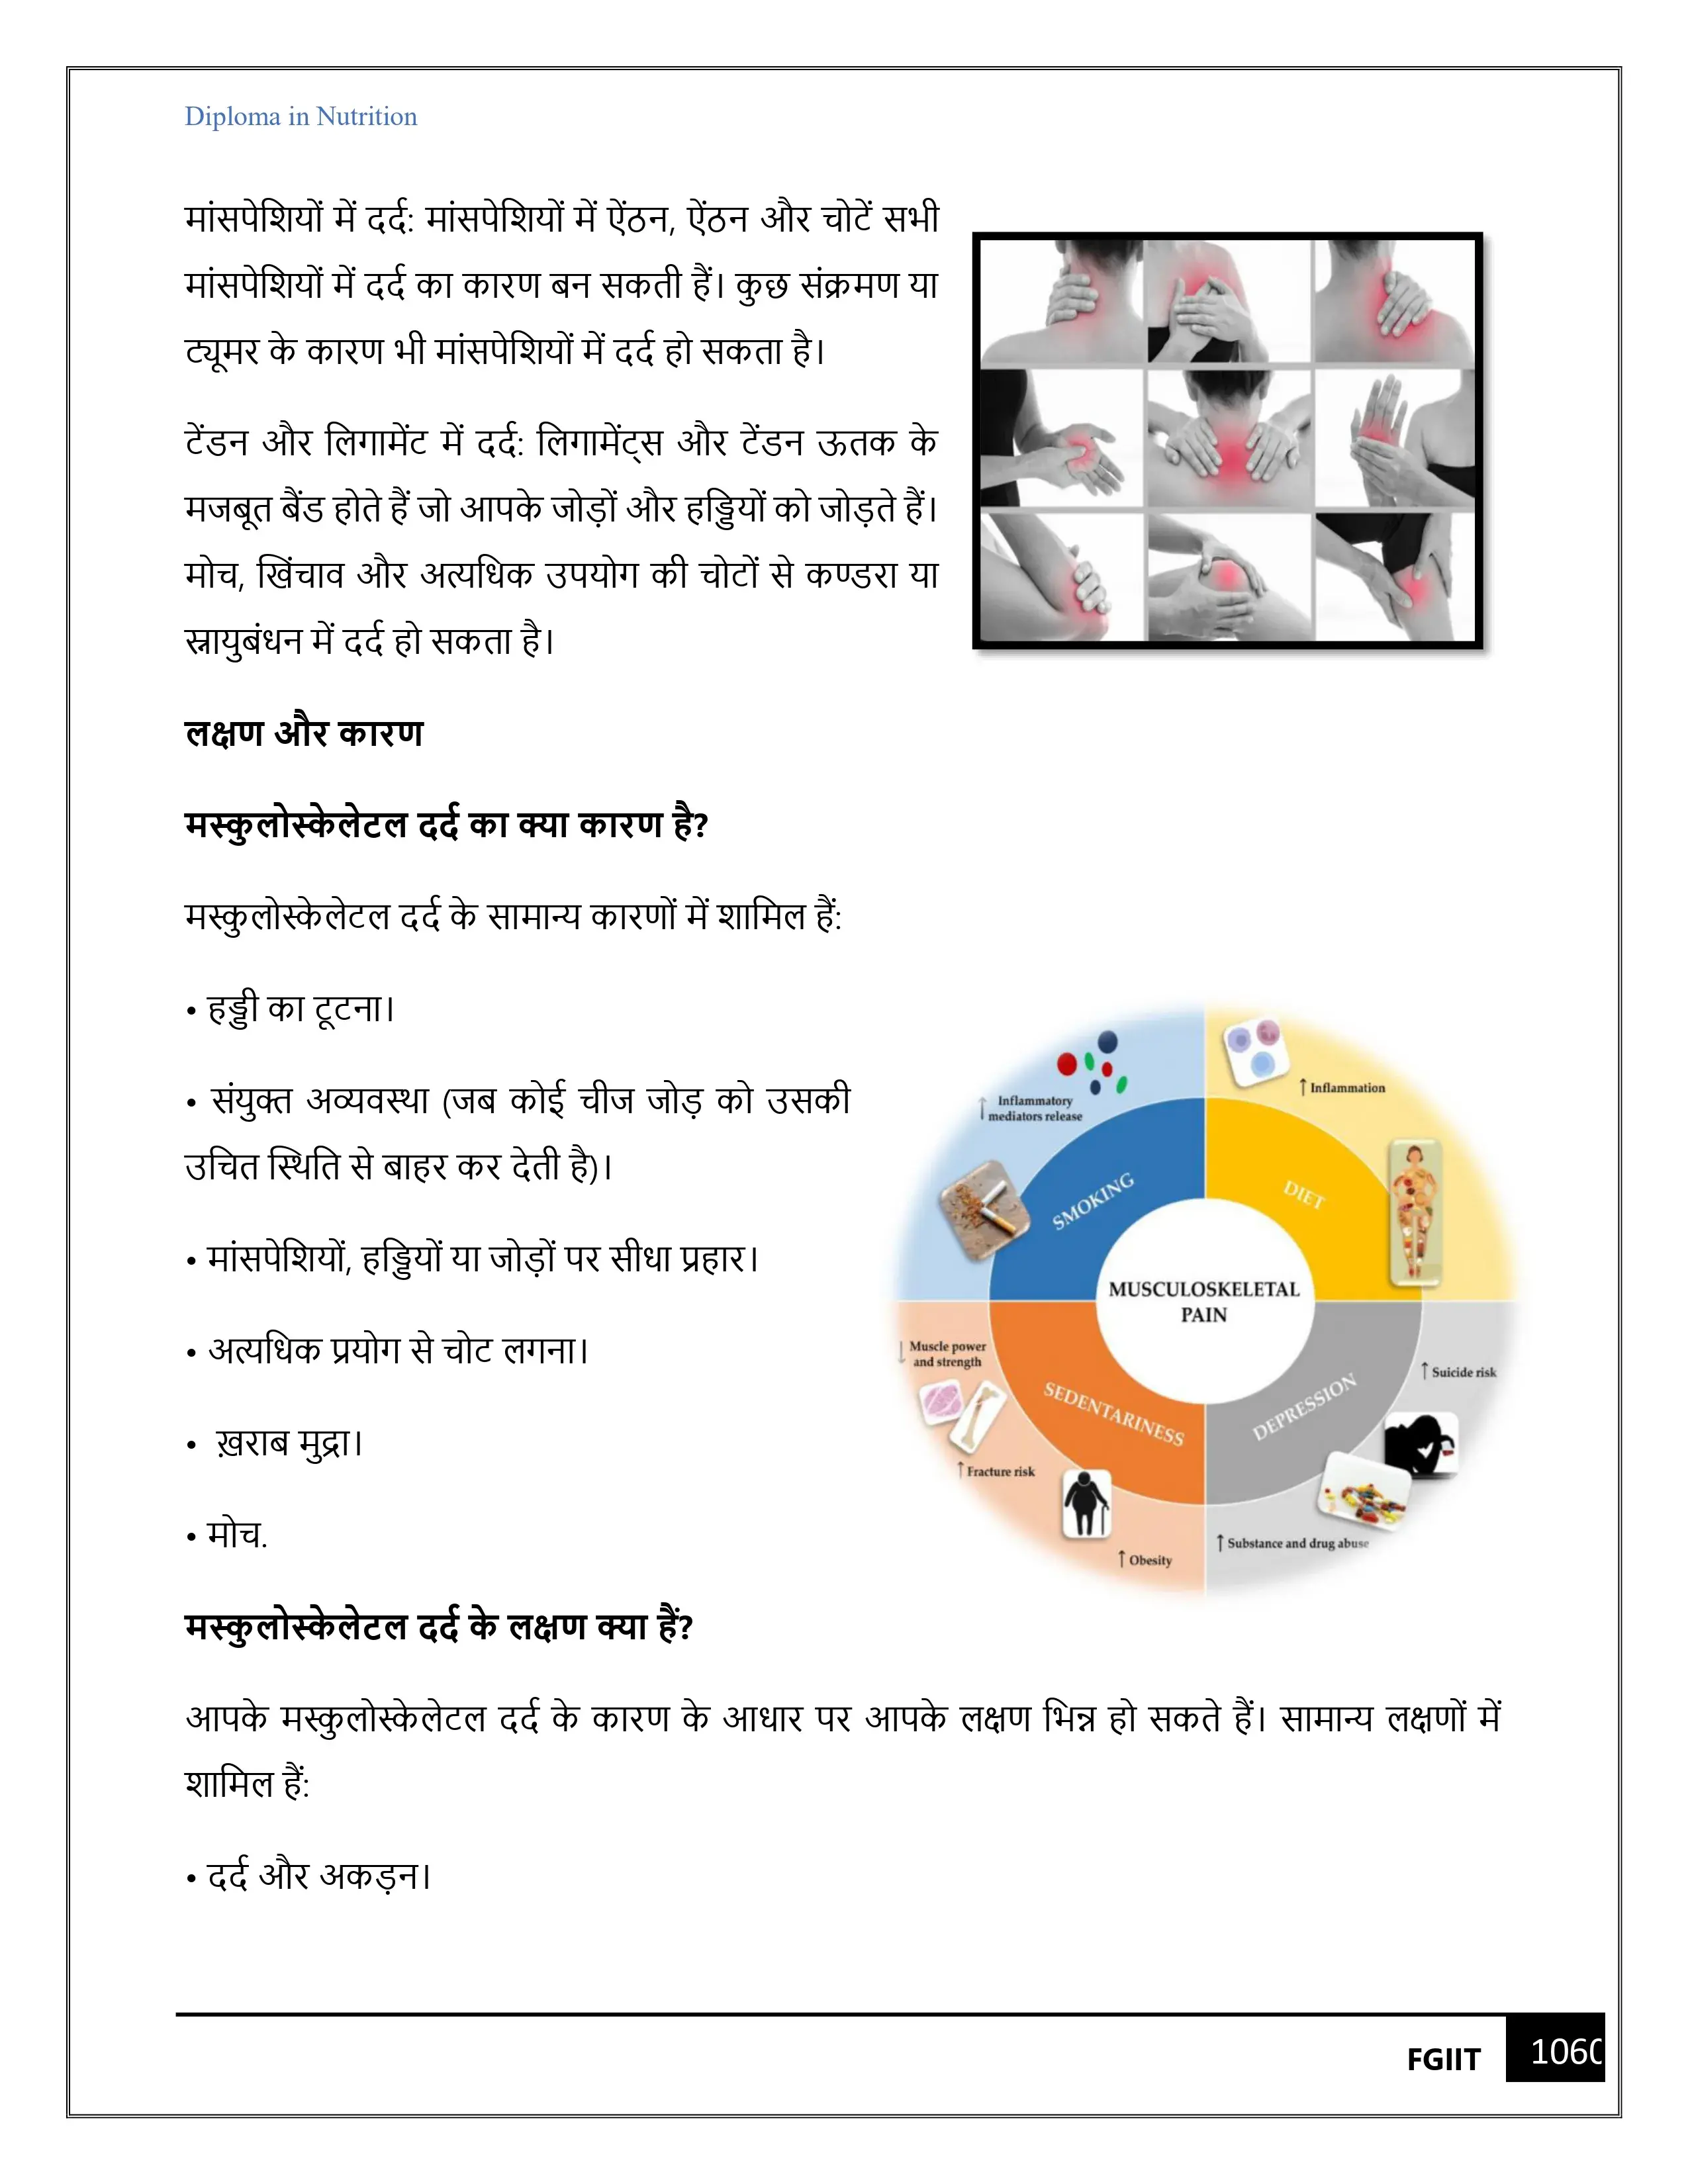 Diploma in Nutrition
मांसपेशियों में दर्द: मांसपेशियों में ऐंठन, ऐंठन और चोटें सभी
मांसपेशियों में दर्द का कारण बन सकती हैं। कुछ संक्रमण या
ट्यूमर के कारण भी मांसपेशियों में दर्द हो सकता है।
टेंडन और लिगामेंट में दर्द: लिगामेंट्स और टेंडन ऊतक के
मजबूत बैंड होते हैं जो आपके जोड़ों और हड्डियों को जोड़ते हैं।
मोच, खिंचाव और अत्यधिक उपयोग की चोटों से कण्डरा या
स्नायुबंधन में दर्द हो सकता है।
लक्षण और कारण
मस्कुलोस्केलेटल दर्द का क्या कारण है?
मस्कुलोस्केलेटल दर्द के सामान्य कारणों में शामिल हैं:
• हड्डी का टूटना।
• संयुक्त अव्यवस्था (जब कोई चीज जोड़ को उसकी
उचित स्थिति से बाहर कर देती है)।
• मांसपेशियों, हड्डियों या जोड़ों पर सीधा प्रहार।
• अत्यधिक प्रयोग से चोट लगना।
• ख़राब मुद्रा।
• मोच.
↑ Inflammatory
mediators release
↑ Inflammation
SMOKING
DIET
MUSCULOSKELETAL
PAIN
↓ Muscle power
and strength
↑ Suicide risk
SEDENTARINESS
DEPRESSION
↑ Fracture risk
↑ Substance and drug abuse
↑ Obesity
मस्कुलोस्केलेटल दर्द के लक्षण क्या हैं?
आपके मस्कुलोस्केलेटल दर्द के कारण के आधार पर आपके लक्षण भिन्न हो सकते हैं। सामान्य लक्षणों में
शामिल हैं:
• दर्द और अकड़न।
FGIIT 1060